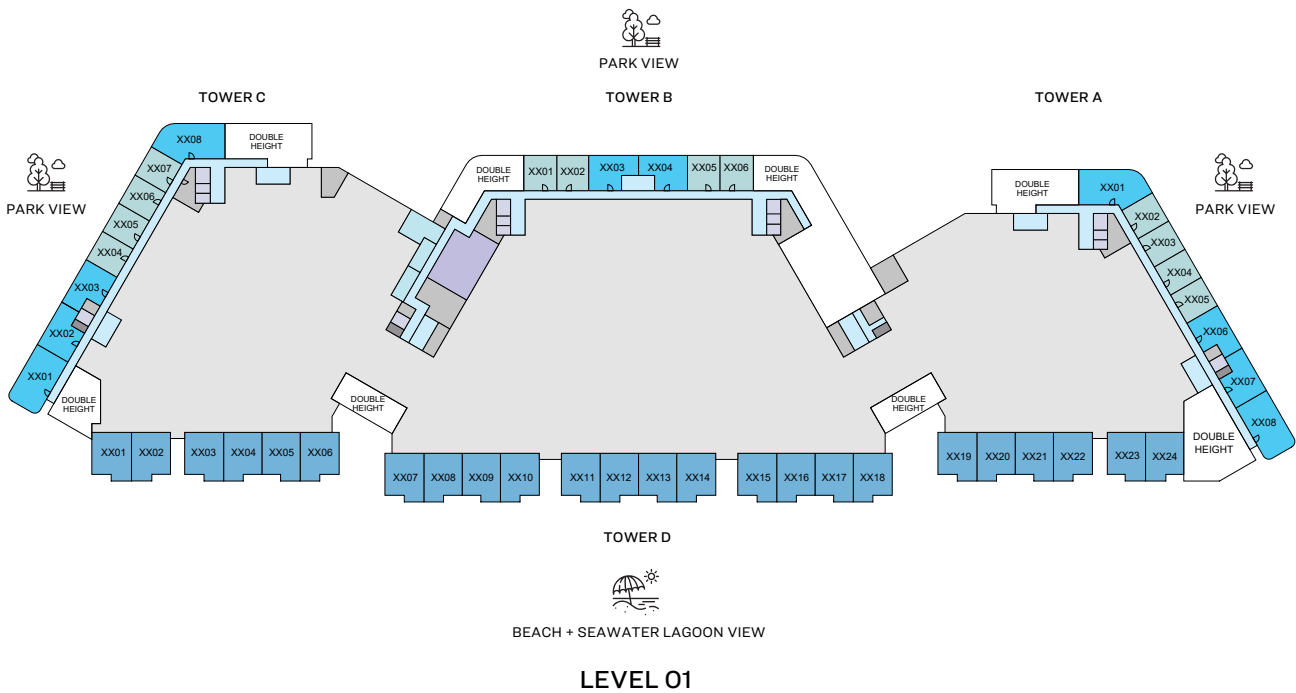 PARK VIEW
TOWER C
TOWER B
TOWER A
XX08
DOUBLE
HEIGHT
XX07
XX06
XX05
XX04
XX03
XX02
XX01
DOUBLE
HEIGHT
PARK VIEW
DOUBLE
HEIGHT
XX01
XX02
XX03
XX04
XX05
XX06
DOUBLE
HEIGHT
DOUBLE
HEIGHT
XX01
XX02
XX03
XX04
XX05
XX06
XX07
XX08
PARK VIEW
DOUBLE
HEIGHT
DOUBLE
HEIGHT
DOUBLE
HEIGHT
XX01
XX02
XX03
XX04
XX05
XX06
XX07
XX08
XX09
XX10
XX11
XX12
XX13
XX14
XX15
XX16
XX17
XX18
XX19
XX20
XX21
XX22
XX23
XX24
TOWER D
BEACH + SEAWATER LAGOON VIEW
LEVEL 01